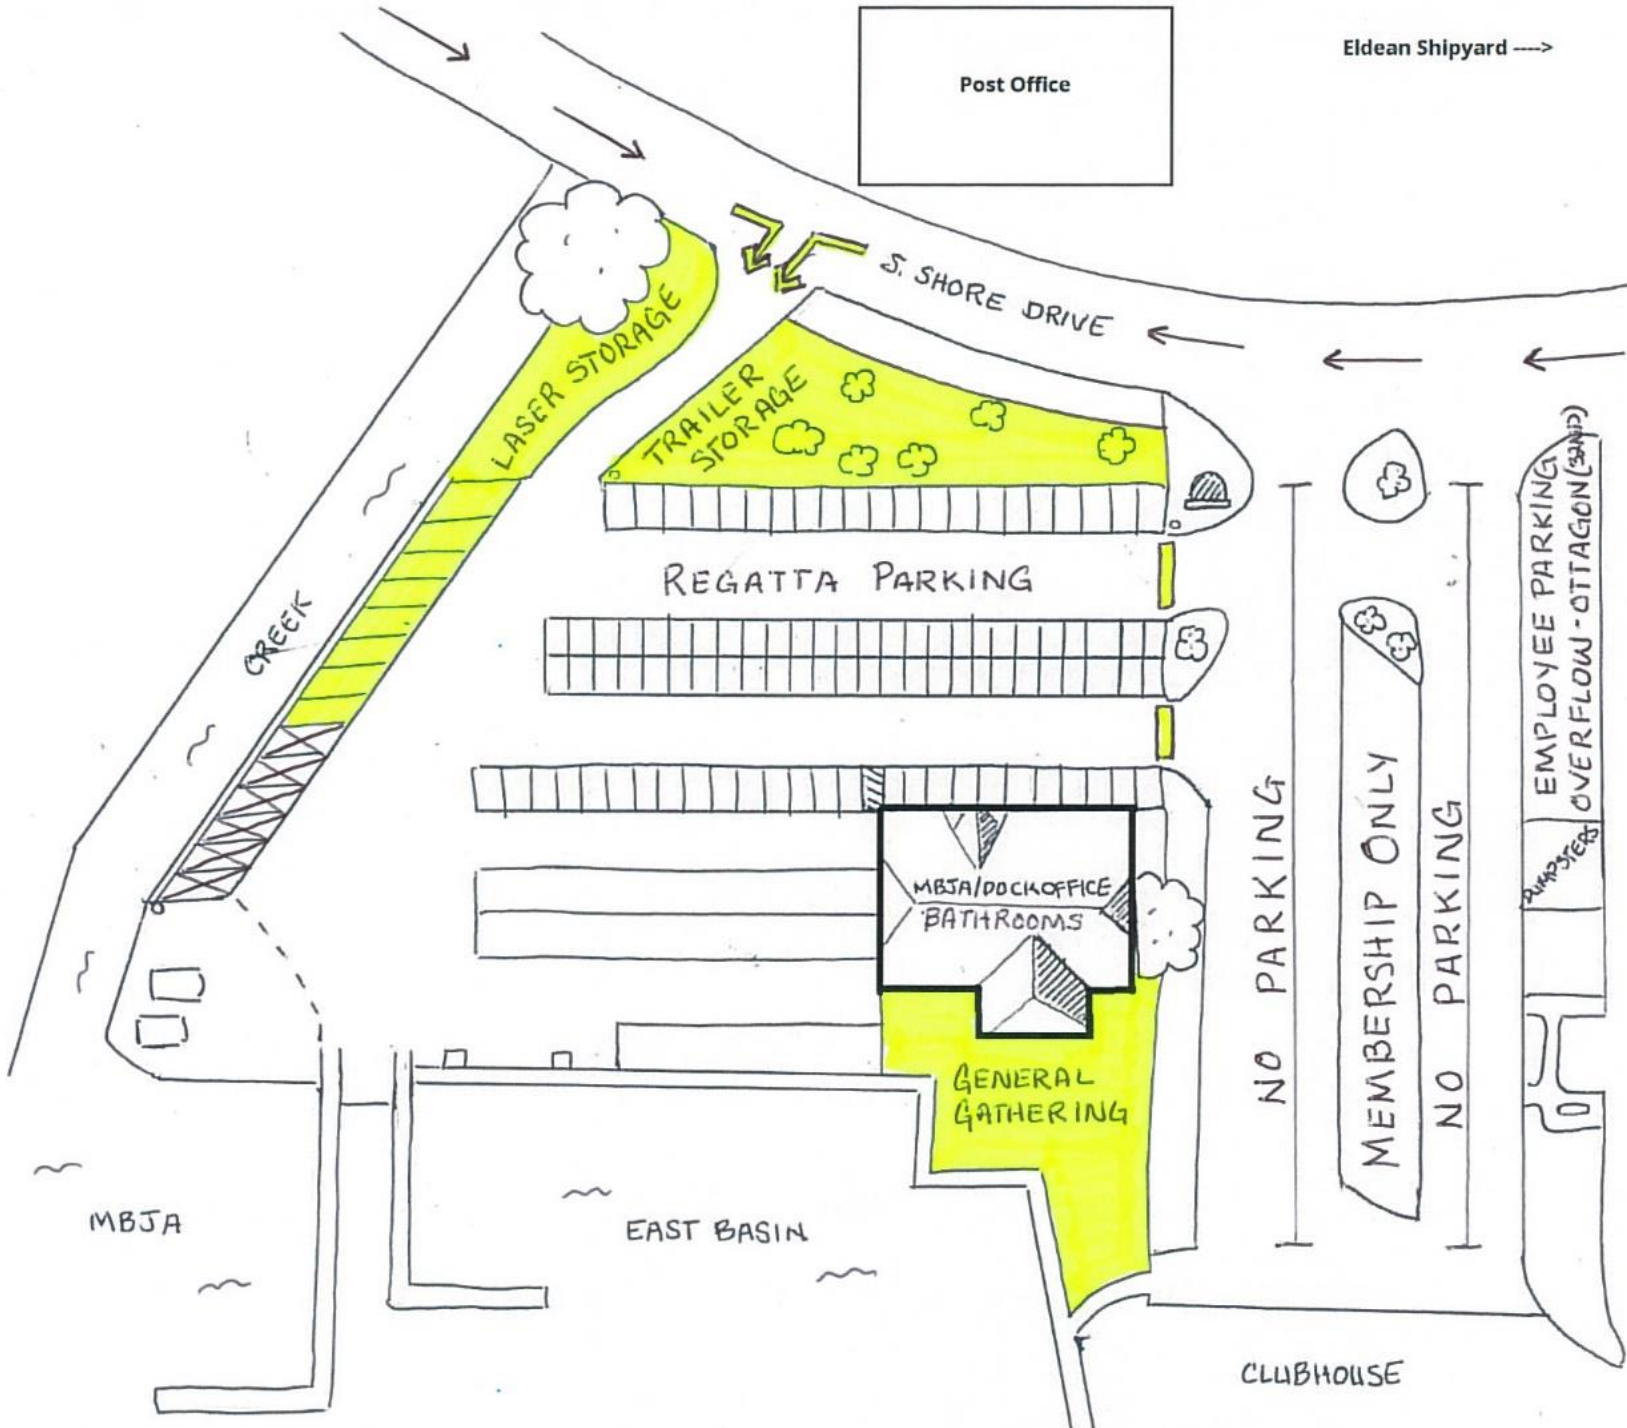 Eldean Shipyard ---->
Post Office
S. SHORE DRIVE
LASER STORAGE
TRAILER
STORAGE
REGATTA PARKING
CREEK
EMPLOYEE PARKING
OVERFLOW - OTTAGON (32ND)
DUMPSTERS
NO PARKING
MEMBERSHIP ONLY
NO PARKING
MBJA/DOCKOFFICE
BATHROOMS
GENERAL
GATHERING
MBJA
EAST BASIN
CLUBHOUSE